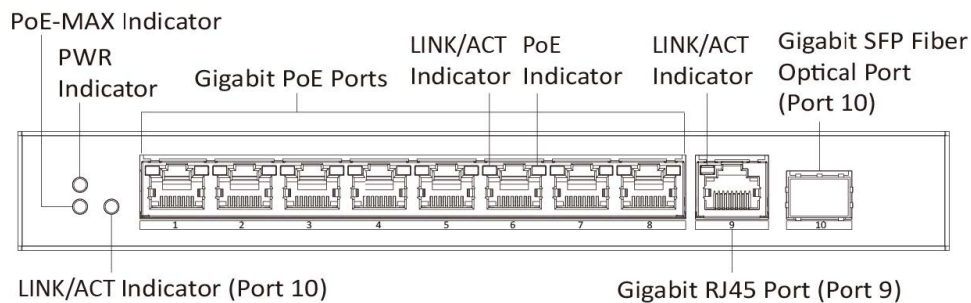 PoE-MAX Indicator
PWR
Indicator
Gigabit PoE Ports
LINK/ACT
Indicator
PoE
Indicator
LINK/ACT
Indicator
Gigabit SFP Fiber
Optical Port
(Port 10)
1
2
3
4
5
6
7
8
9
10
LINK/ACT Indicator (Port 10)
Gigabit RJ45 Port (Port 9)